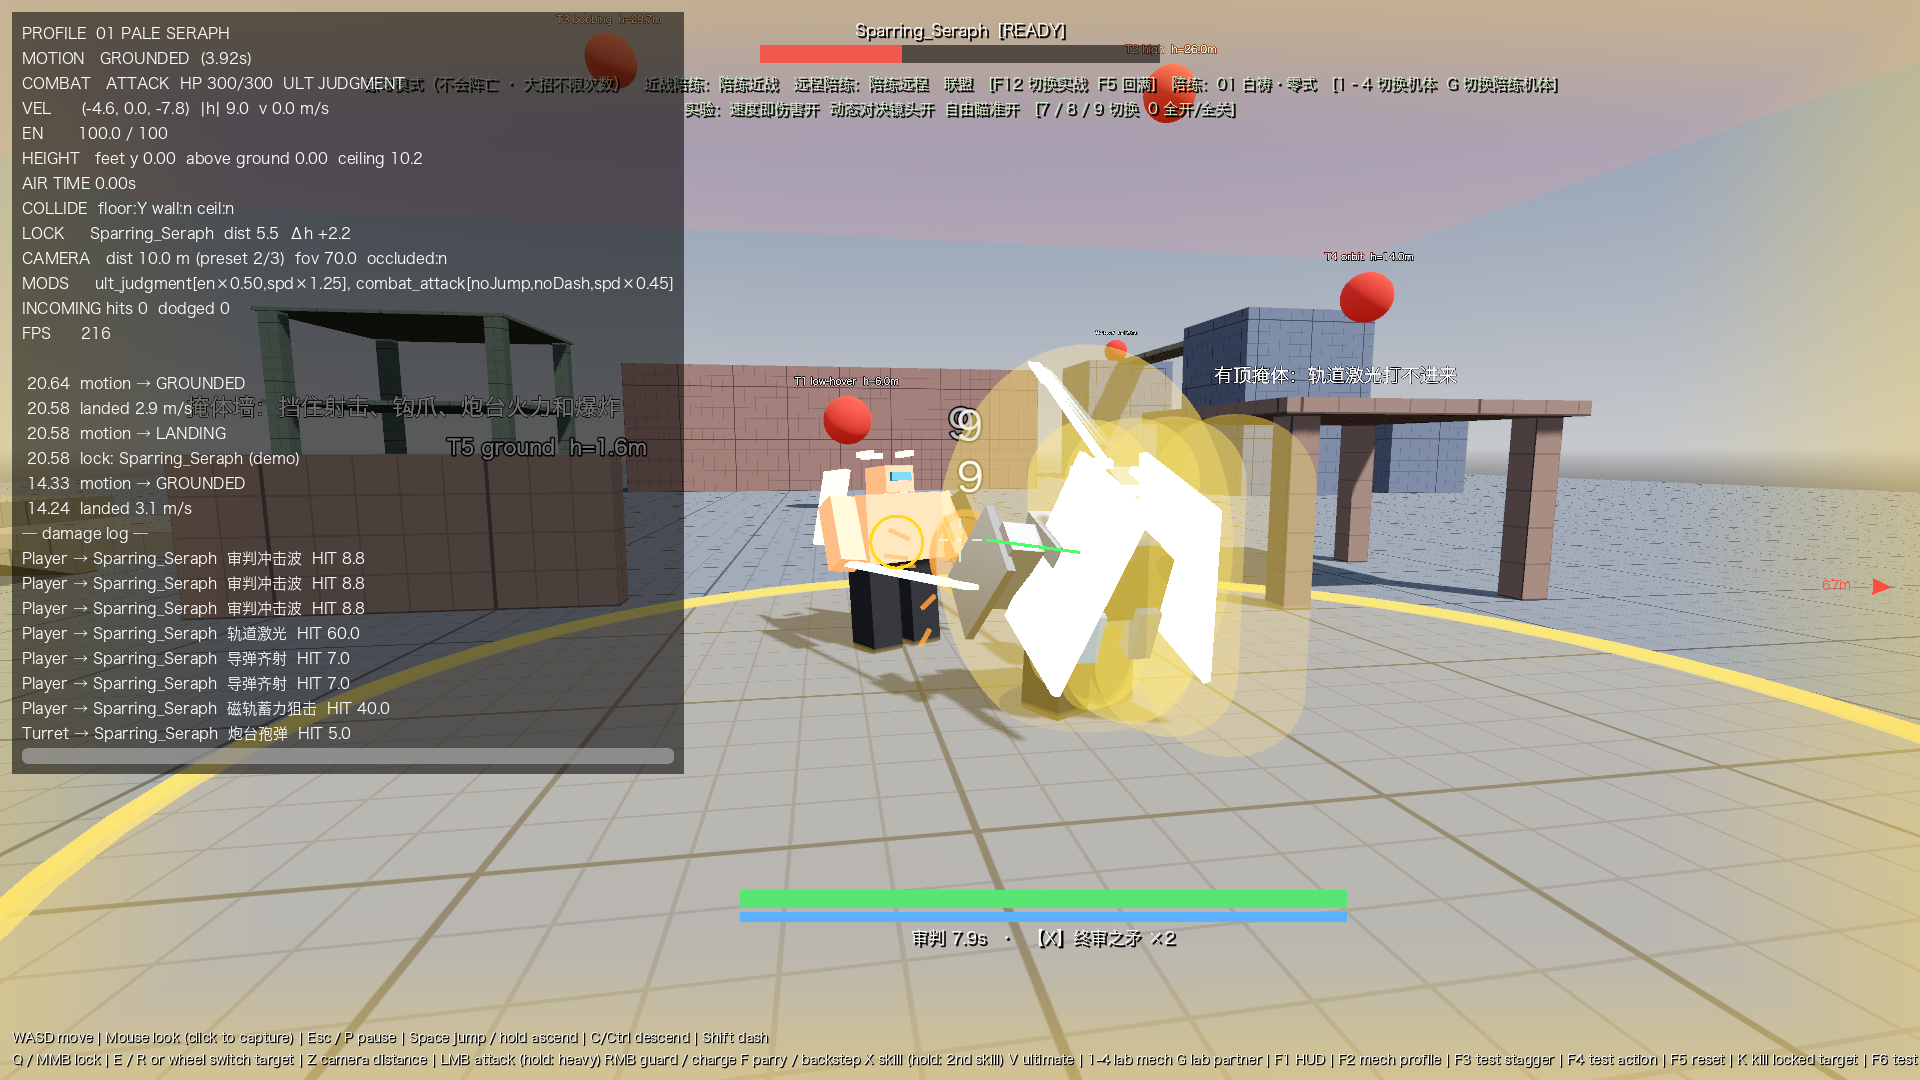 PROFILE 01 PALE SERAPH
MOTION GROUNDED (3.92s)
COMBAT ATTACK HP 300/300 ULT JUDGMENT
VEL (-4.6, 0.0, -7.8) |h| 9.0 v 0.0 m/s
EN 100.0 / 100
HEIGHT feet y 0.00 above ground 0.00 ceiling 10.2
AIR TIME 0.00s
COLLIDE floor:Y wall:n ceil:n
LOCK Sparring_Seraph dist 5.5 Δh +2.2
CAMERA dist 10.0 m (preset 2/3) fov 70.0 occluded:n
MODS ult_judgment[en×0.50,spd×1.25], combat_attack[noJump,noDash,spd×0.45]
INCOMING hits 0 dodged 0
FPS 216
20.64 motion → GROUNDED
20.58 landed 2.9 m/s
20.58 motion → LANDING
20.58 lock: Sparring_Seraph (demo)
14.33 motion → GROUNDED
14.24 landed 3.1 m/s
— damage log —
Player → Sparring_Seraph 审判冲击波 HIT 8.8
Player → Sparring_Seraph 审判冲击波 HIT 8.8
Player → Sparring_Seraph 审判冲击波 HIT 8.8
Player → Sparring_Seraph 轨道激光 HIT 60.0
Player → Sparring_Seraph 导弹齐射 HIT 7.0
Player → Sparring_Seraph 导弹齐射 HIT 7.0
Player → Sparring_Seraph 磁轨蓄力狙击 HIT 40.0
Turret → Sparring_Seraph 炮台孢弹 HIT 5.0
T3 bobbing h=29.7m
Sparring_Seraph [READY]
T2 high h=26.0m
模式（不会阵亡 · 大招不限次数） 近战陪练：陪练近战 远程陪练：陪练远程 联盟 [F12 切换实战 F5 回满] 陪练：01 白祷·零式 [1 - 4 切换机体 G 切换陪练机体]
实验：速度即伤害开 动态对决镜头开 自由瞄准开 [7 / 8 / 9 切换 0 全开/全关]
T4 orbit h=14.0m
T1 low-hover h=6.0m
有顶掩体：轨道激光打不进来
掩体墙：挡住射击、钩爪、炮台火力和爆炸
T5 ground h=1.6m
9
9
9
67m
审判 7.9s · 【X】终审之矛 ×2
WASD move | Mouse look (click to capture) | Esc / P pause | Space jump / hold ascend | C/Ctrl descend | Shift dash
Q / MMB lock | E / R or wheel switch target | Z camera distance | LMB attack (hold: heavy) RMB guard / charge F parry / backstep X skill (hold: 2nd skill) V ultimate | 1-4 lab mech G lab partner | F1 HUD | F2 mech profile | F3 test stagger | F4 test action | F5 reset | K kill locked target | F6 test